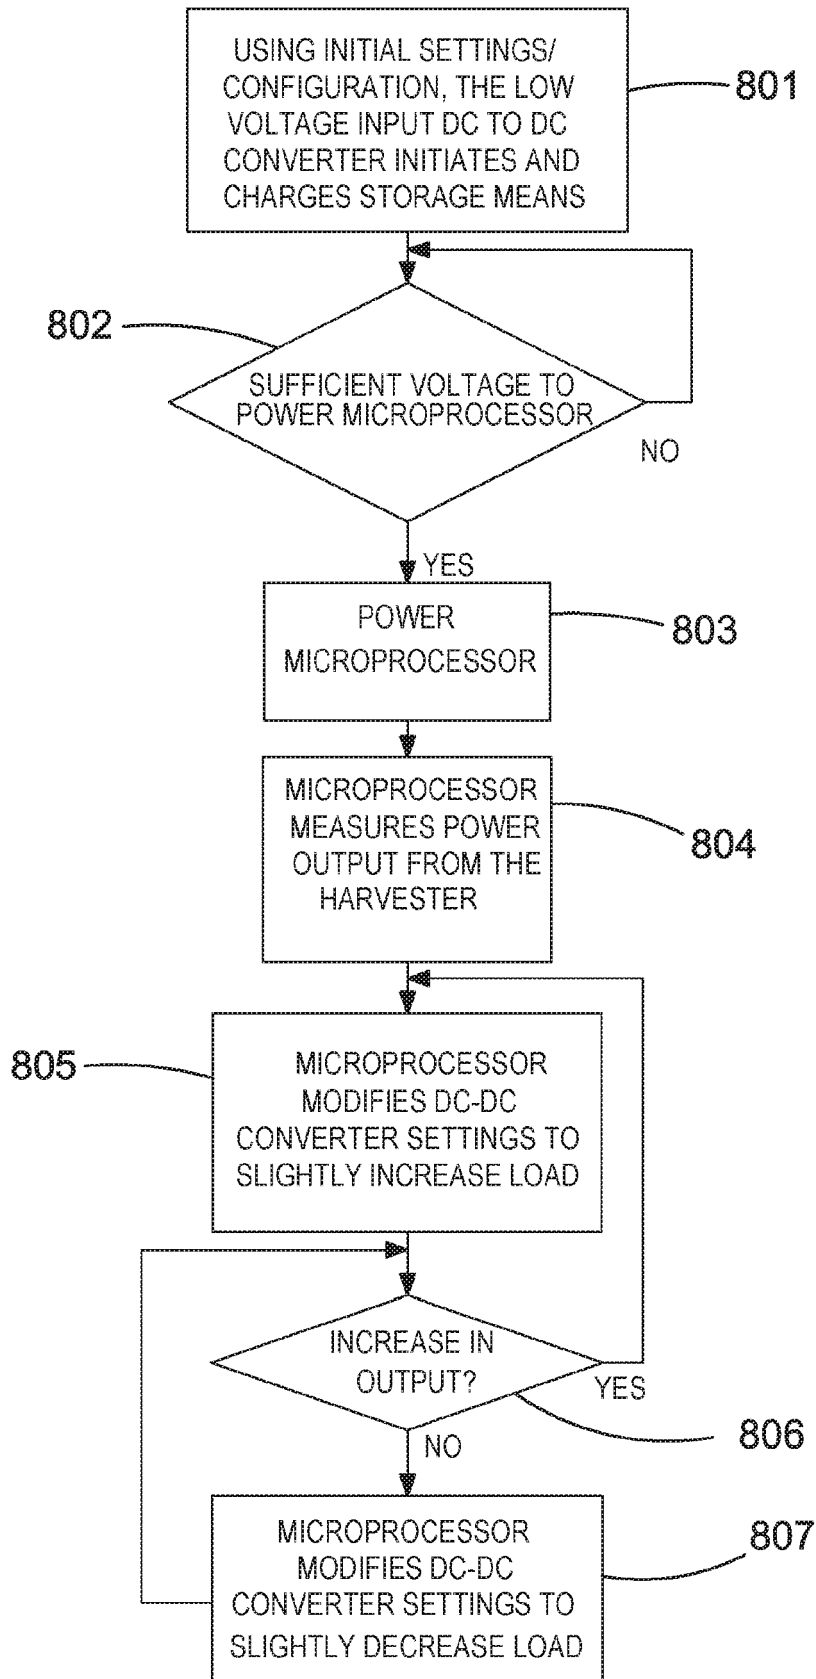 USING INITIAL SETTINGS/
CONFIGURATION, THE LOW
VOLTAGE INPUT DC TO DC
CONVERTER INITIATES AND
CHARGES STORAGE MEANS
801
802
SUFFICIENT VOLTAGE TO
POWER MICROPROCESSOR
NO
YES
POWER
MICROPROCESSOR
803
MICROPROCESSOR
MEASURES POWER
OUTPUT FROM THE
HARVESTER
804
805
MICROPROCESSOR
MODIFIES DC-DC
CONVERTER SETTINGS TO
SLIGHTLY INCREASE LOAD
INCREASE IN
OUTPUT?
YES
806
NO
MICROPROCESSOR
MODIFIES DC-DC
CONVERTER SETTINGS TO
SLIGHTLY DECREASE LOAD
807